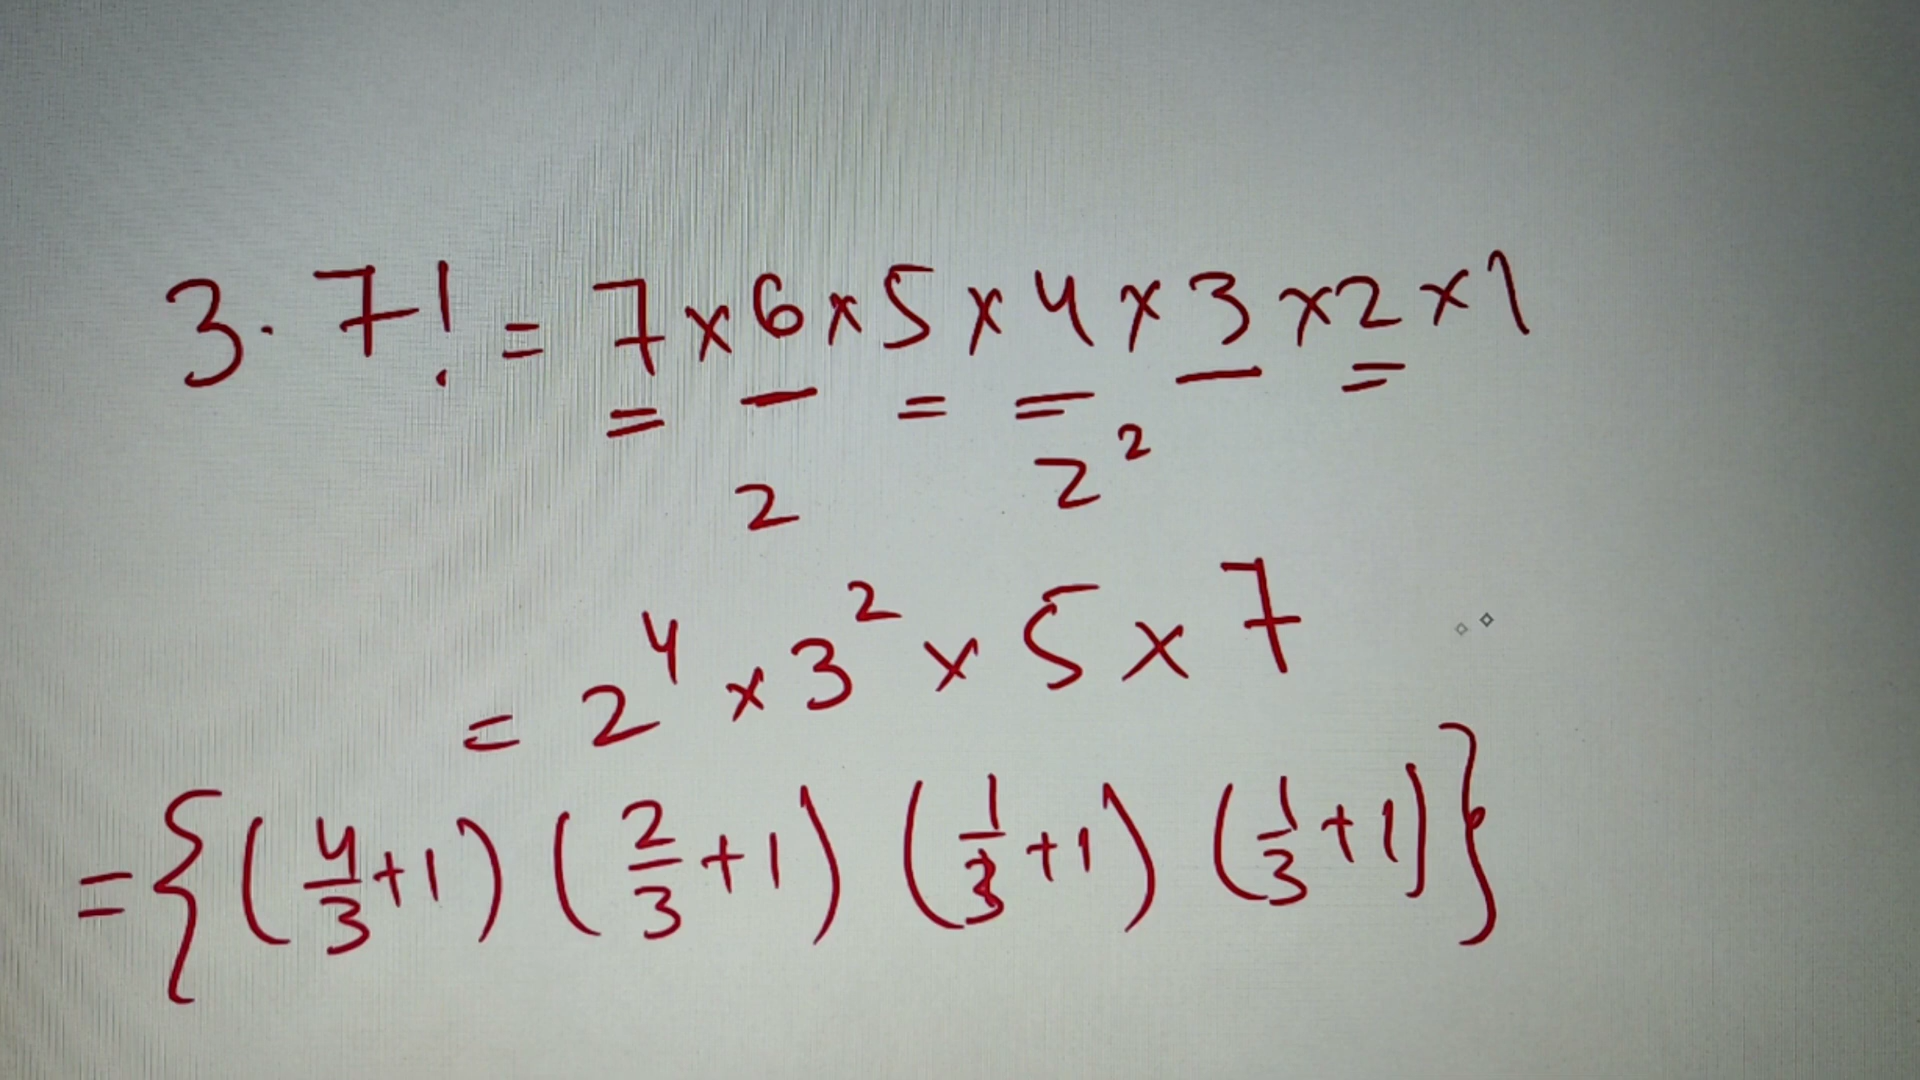 3. 7! = 7 × 6 × 5 × 4 × 3 × 2 × 1
2 2²
= 2⁴ × 3² × 5 × 7
= {(4/3 + 1) (2/3 + 1) (1/3 + 1) (1/3 + 1)}